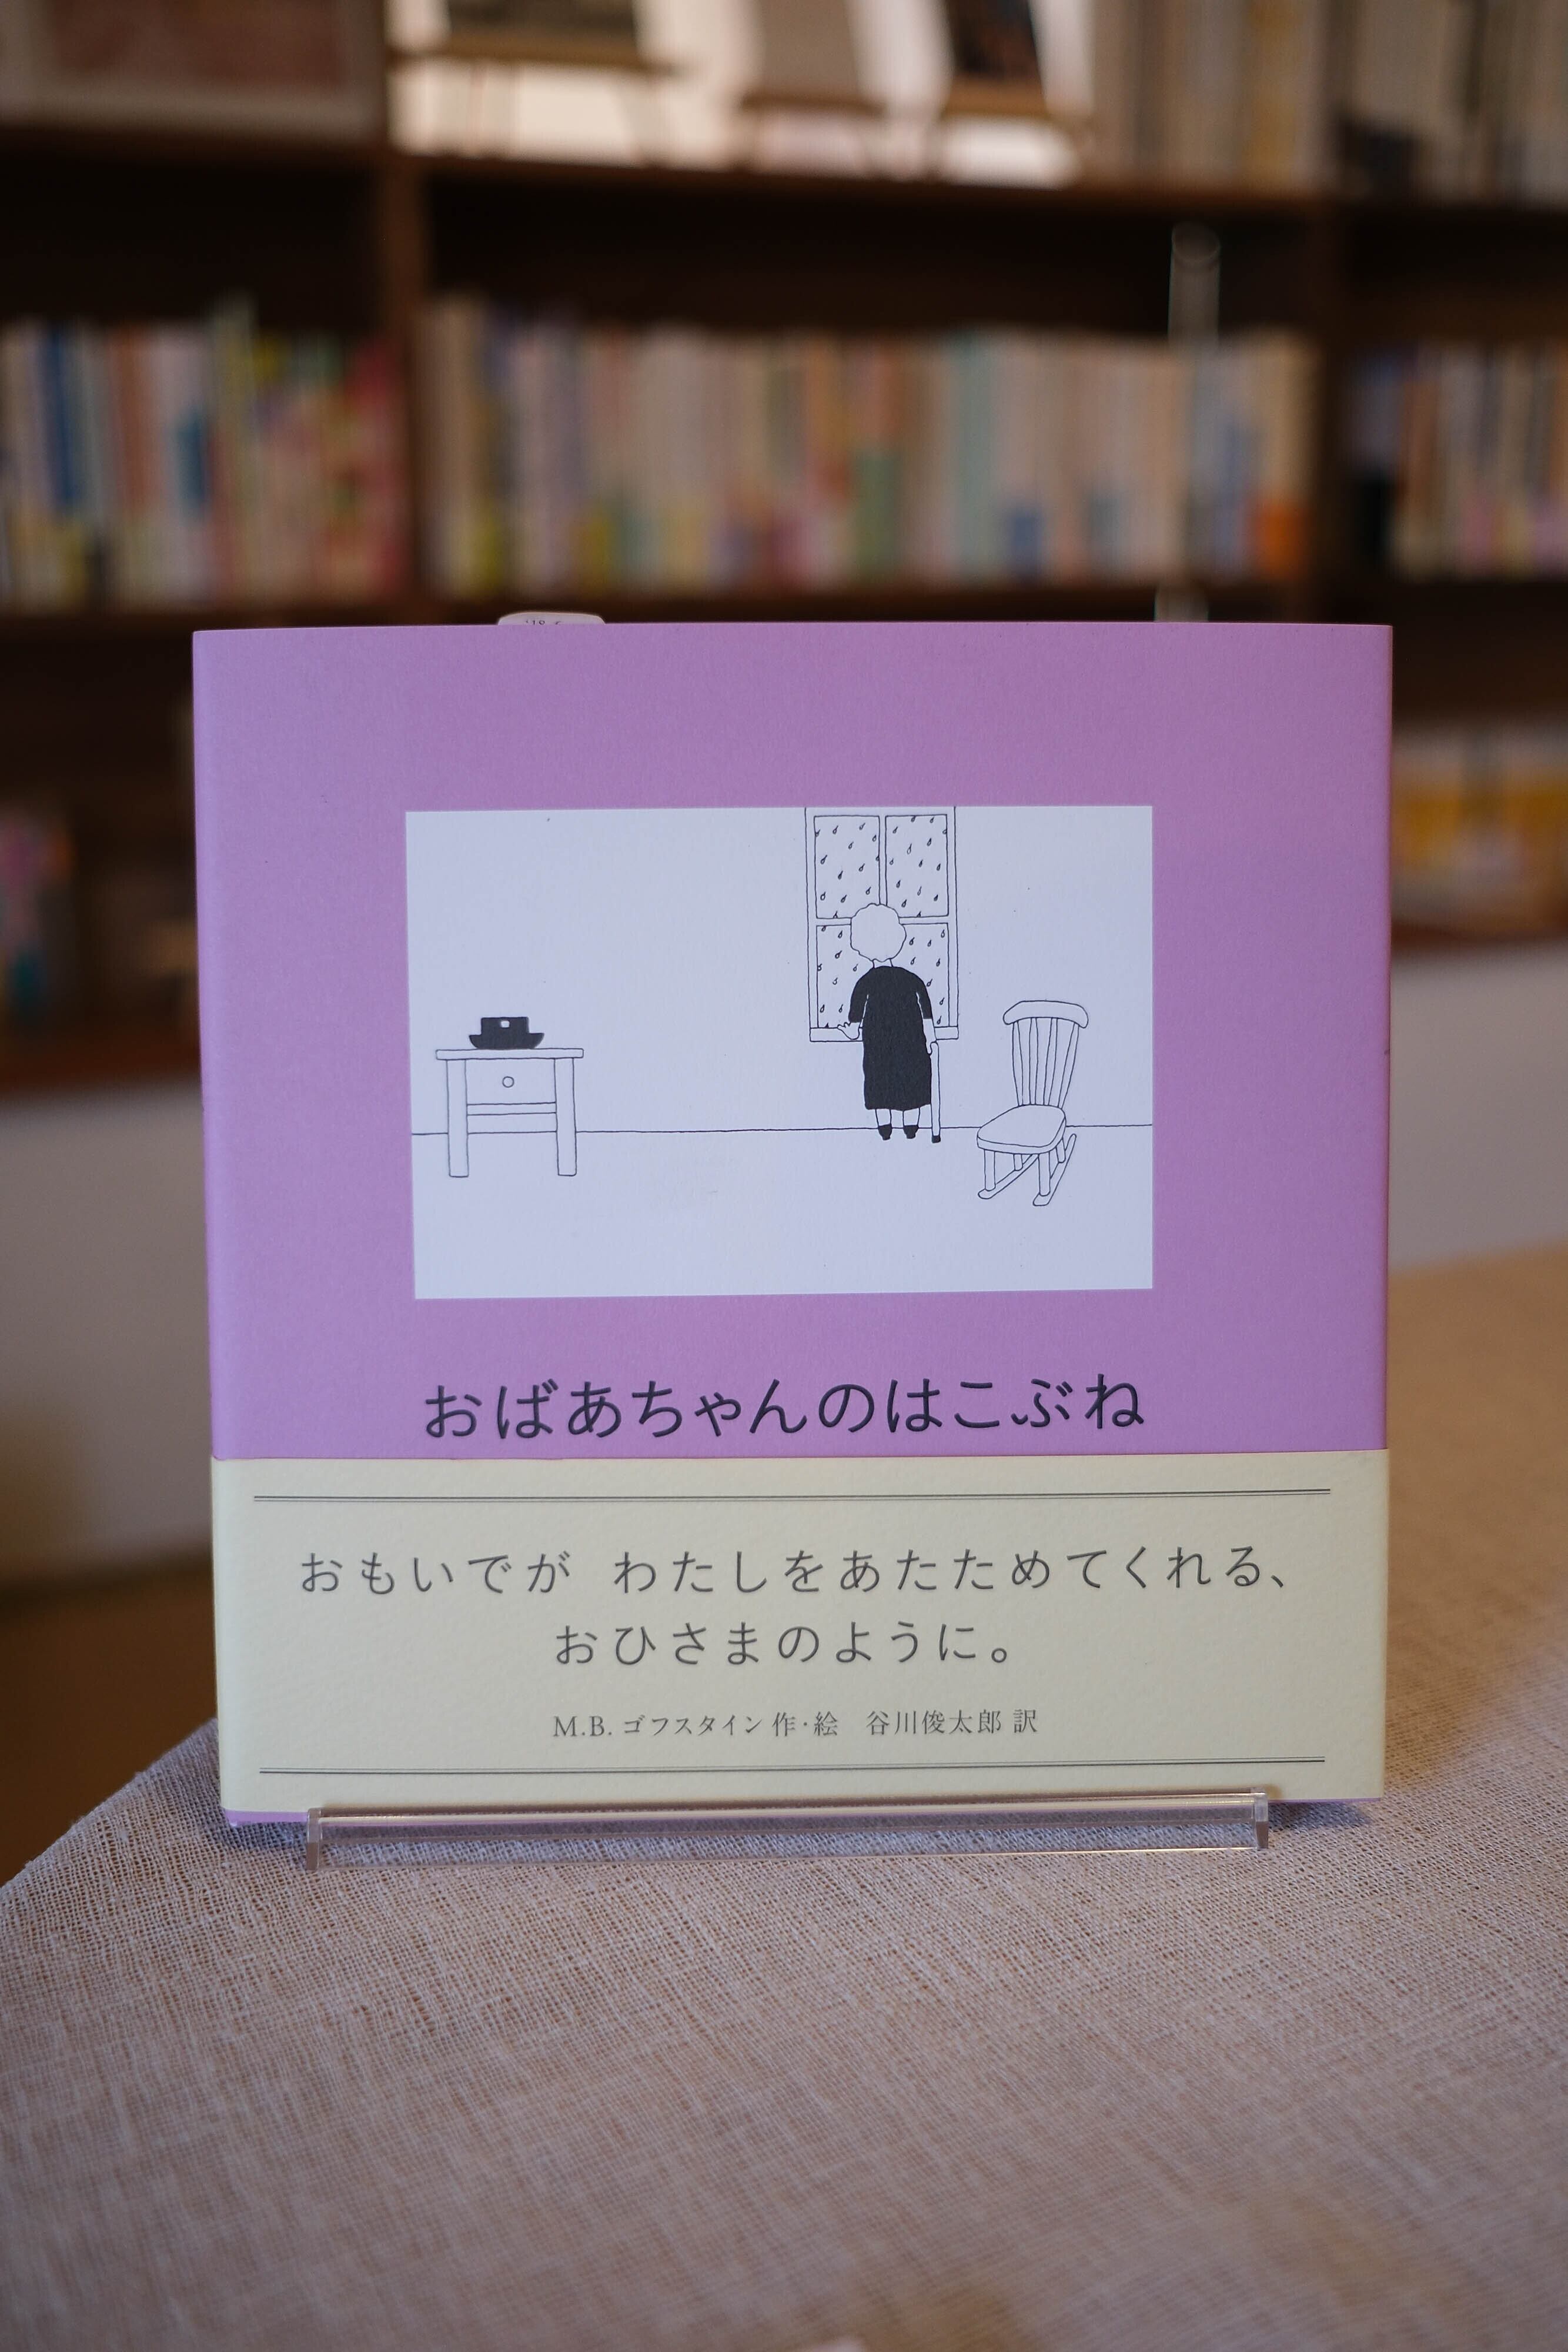 おばあちゃんのはこぶね
おもいでが わたしをあたためてくれる、
おひさまのように。
M.B. ゴフスタイン 作・絵 谷川俊太郎 訳